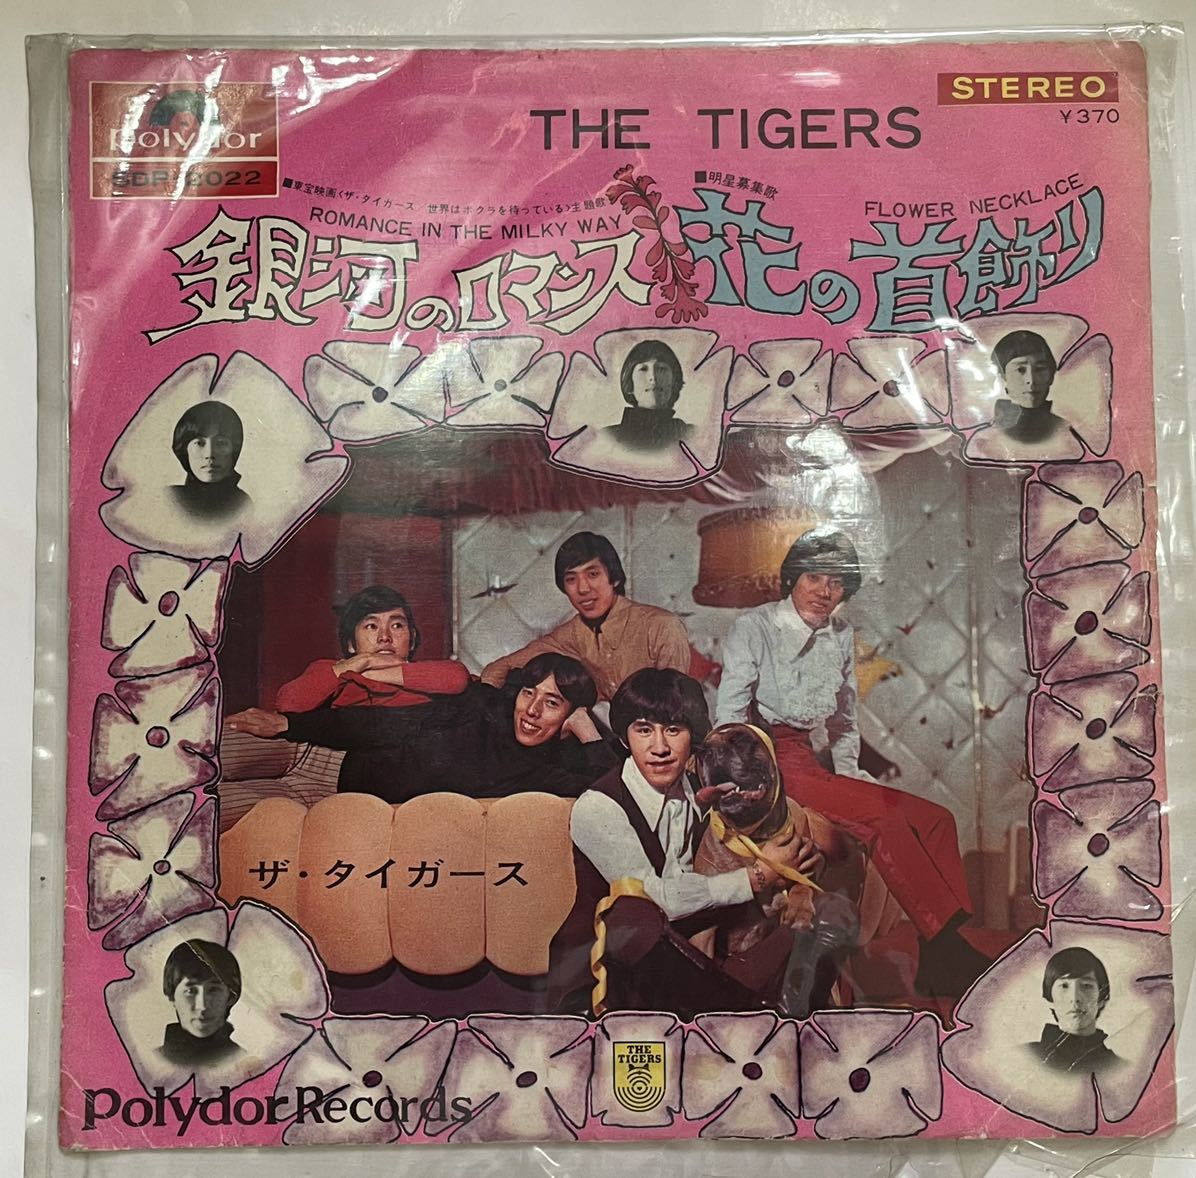 polydor
SDR-2022
THE TIGERS
STEREO
¥370
■東宝映画〈ザ・タイガース/世界はボクラを待っている〉主題歌
ROMANCE IN THE MILKY WAY
銀河のロマンス
■明星募集歌
FLOWER NECKLACE
花の首飾り
ザ・タイガース
THE
TIGERS
Polydor Records